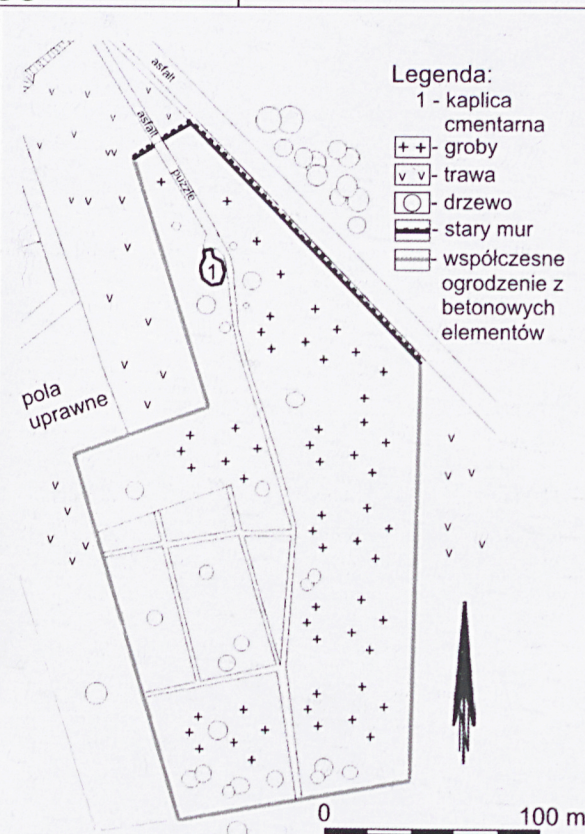 asfalt
asfalt
puzzle
Legenda:
1 - kaplica
cmentarna
+ + - groby
v v - trawa
- drzewo
- stary mur
- współczesne
ogrodzenie z
betonowych
elementów
1
pola
uprawne
0 100 m